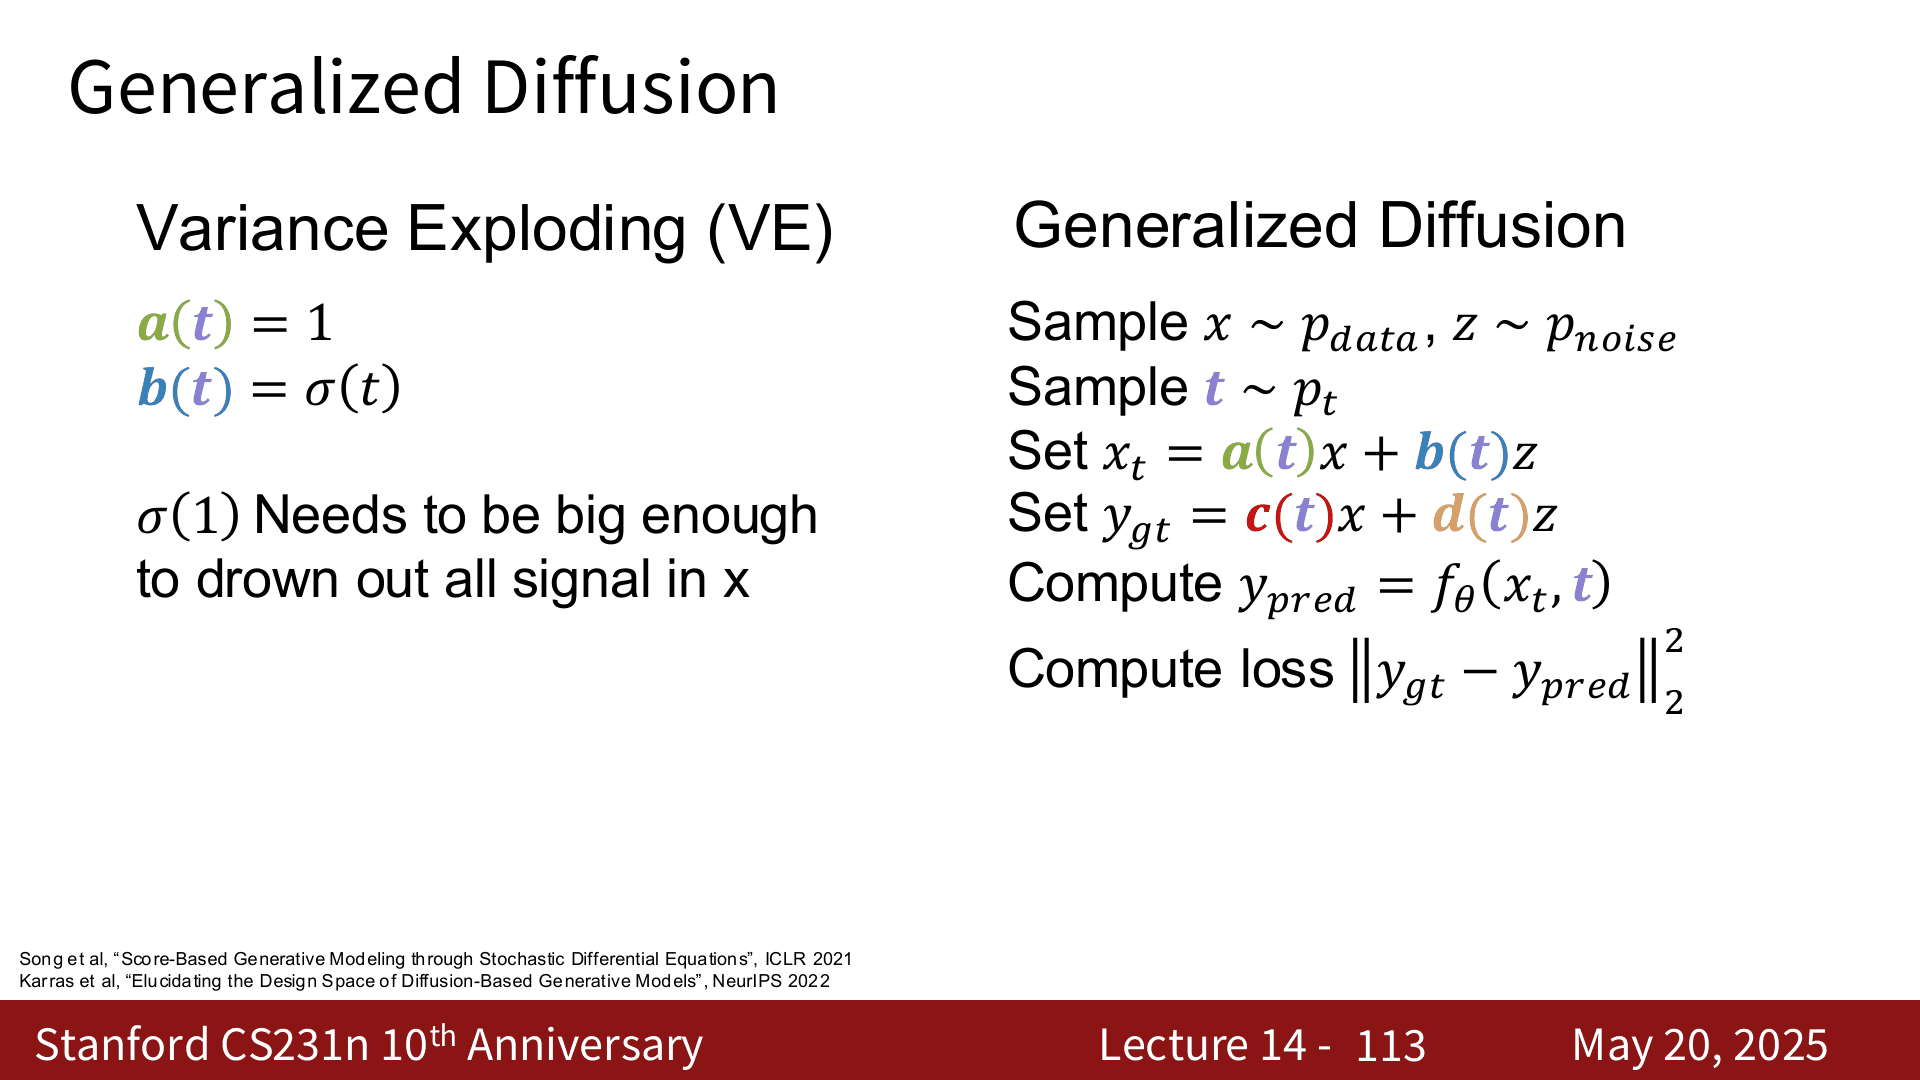 Generalized Diffusion
Variance Exploding (VE)
a(t) = 1
b(t) = σ(t)
σ(1) Needs to be big enough
to drown out all signal in x
Generalized Diffusion
Sample x ~ p_data, z ~ p_noise
Sample t ~ p_t
Set x_t = a(t)x + b(t)z
Set y_gt = c(t)x + d(t)z
Compute y_pred = f_θ(x_t, t)
Compute loss ‖y_gt − y_pred‖_2^2
Song et al, “Score-Based Generative Modeling through Stochastic Differential Equations”, ICLR 2021
Karras et al, “Elucidating the Design Space of Diffusion-Based Generative Models”, NeurIPS 2022
Stanford CS231n 10th Anniversary
Lecture 14 - 113
May 20, 2025